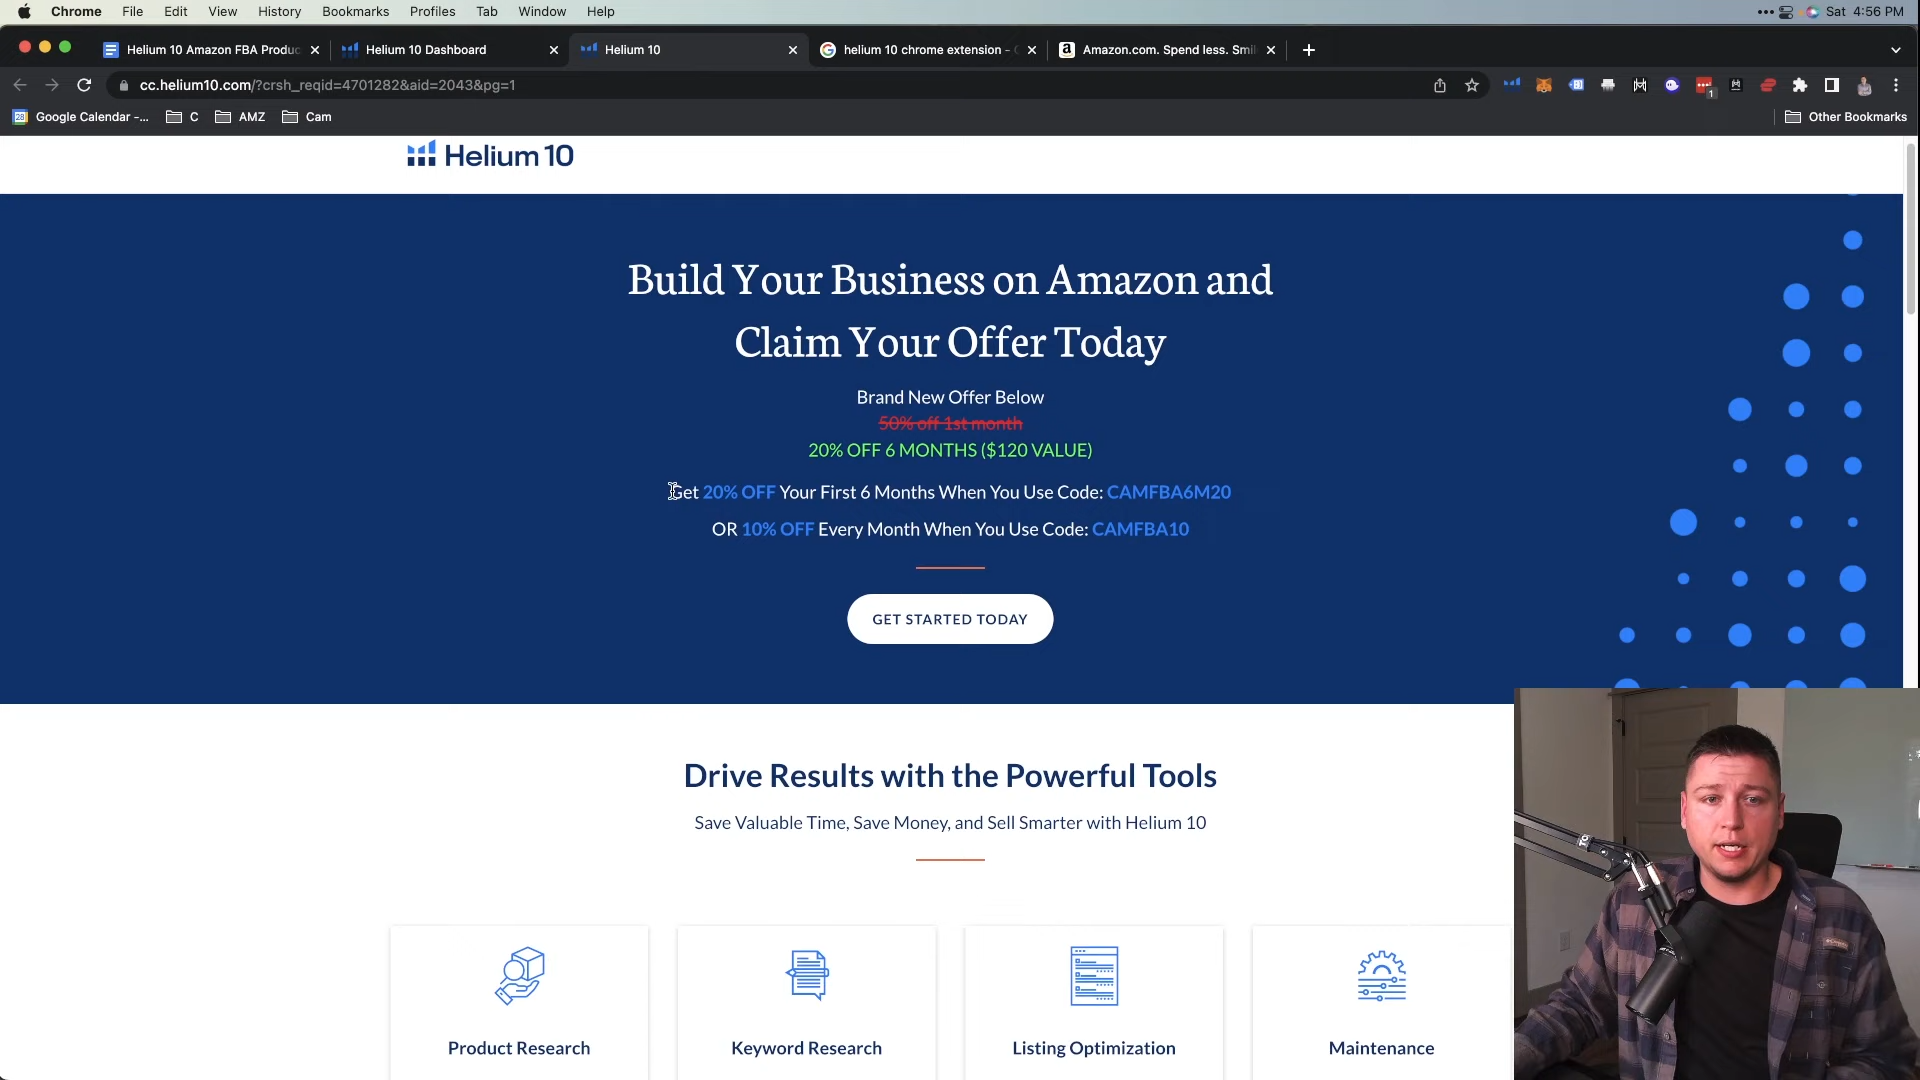 Chrome File Edit View History Bookmarks Profiles Tab Window Help Sat 4:56 PM
Helium 10 Amazon FBA Produc
Helium 10 Dashboard
Helium 10
helium 10 chrome extension -
Amazon.com. Spend less. Smi
cc.helium10.com/?crsh_reqid=4701282&aid=2043&pg=1
1
28
Google Calendar -...
C
AMZ
Cam
Other Bookmarks
Helium 10
Build Your Business on Amazon and
Claim Your Offer Today
Brand New Offer Below
50% off 1st month
20% OFF 6 MONTHS ($120 VALUE)
Get 20% OFF Your First 6 Months When You Use Code: CAMFBA6M20
OR 10% OFF Every Month When You Use Code: CAMFBA10
GET STARTED TODAY
Drive Results with the Powerful Tools
Save Valuable Time, Save Money, and Sell Smarter with Helium 10
Product Research
Keyword Research
Listing Optimization
Maintenance